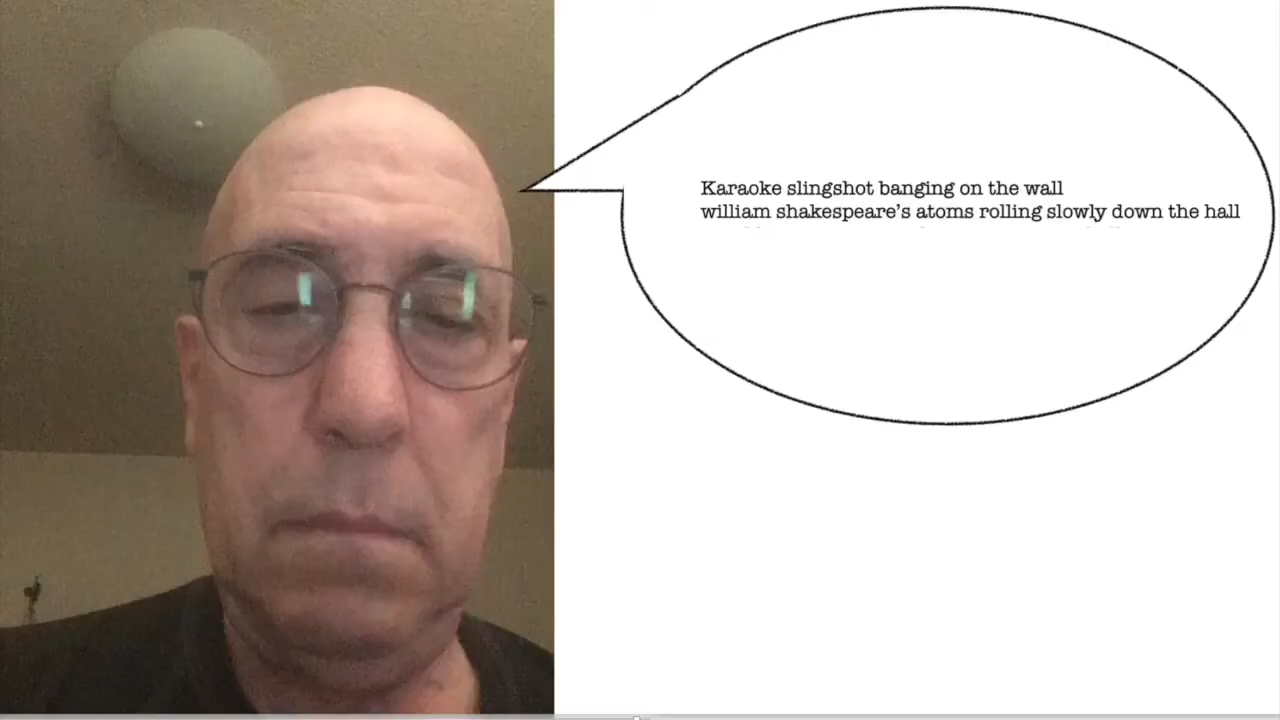 Karaoke slingshot banging on the wall
william shakespeare's atoms rolling slowly down the hall